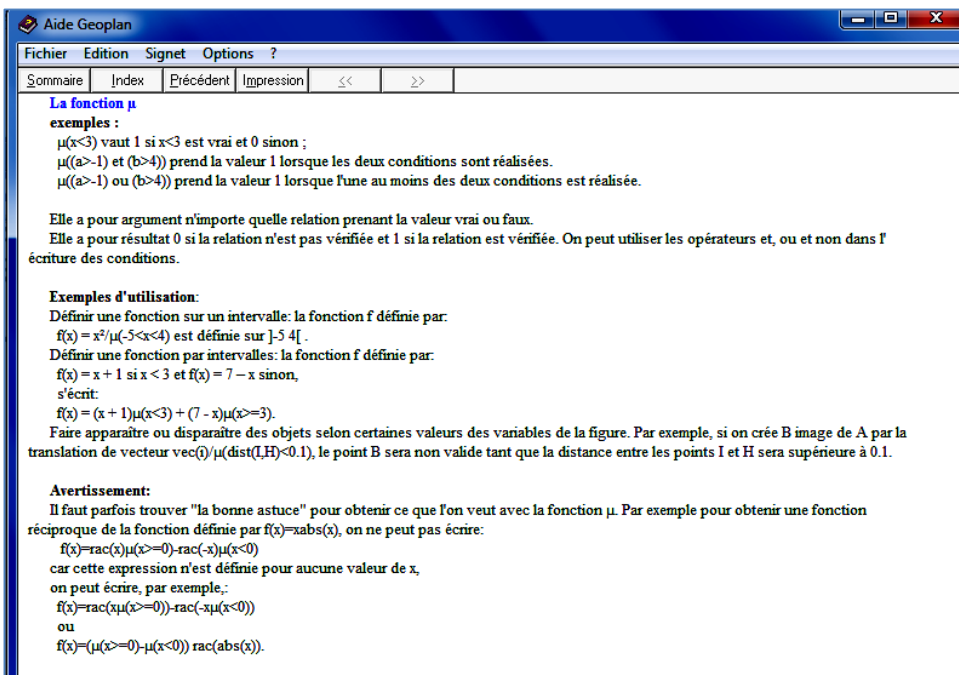 Aide Geoplan
Fichier Edition Signet Options ?
Sommaire Index Précédent Impression << >>
La fonction µ
exemples :
µ(x<3) vaut 1 si x<3 est vrai et 0 sinon ;
µ((a>-1) et (b>4)) prend la valeur 1 lorsque les deux conditions sont réalisées.
µ((a>-1) ou (b>4)) prend la valeur 1 lorsque l'une au moins des deux conditions est réalisée.
Elle a pour argument n'importe quelle relation prenant la valeur vrai ou faux.
Elle a pour résultat 0 si la relation n'est pas vérifiée et 1 si la relation est vérifiée. On peut utiliser les opérateurs et, ou et non dans l'
écriture des conditions.
Exemples d'utilisation:
Définir une fonction sur un intervalle: la fonction f définie par:
f(x) = x²/µ(-5<x<4) est définie sur ]-5 4[ .
Définir une fonction par intervalles: la fonction f définie par:
f(x) = x + 1 si x < 3 et f(x) = 7 – x sinon,
s'écrit:
f(x) = (x + 1)µ(x<3) + (7 - x)µ(x>=3).
Faire apparaître ou disparaître des objets selon certaines valeurs des variables de la figure. Par exemple, si on crée B image de A par la
translation de vecteur vec(i)/µ(dist(I,H)<0.1), le point B sera non valide tant que la distance entre les points I et H sera supérieure à 0.1.
Avertissement:
Il faut parfois trouver "la bonne astuce" pour obtenir ce que l'on veut avec la fonction µ. Par exemple pour obtenir une fonction
réciproque de la fonction définie par f(x)=xabs(x), on ne peut pas écrire:
f(x)=rac(x)µ(x>=0)-rac(-x)µ(x<0)
car cette expression n'est définie pour aucune valeur de x,
on peut écrire, par exemple,:
f(x)=rac(xµ(x>=0))-rac(-xµ(x<0))
ou
f(x)=(µ(x>=0)-µ(x<0)) rac(abs(x)).